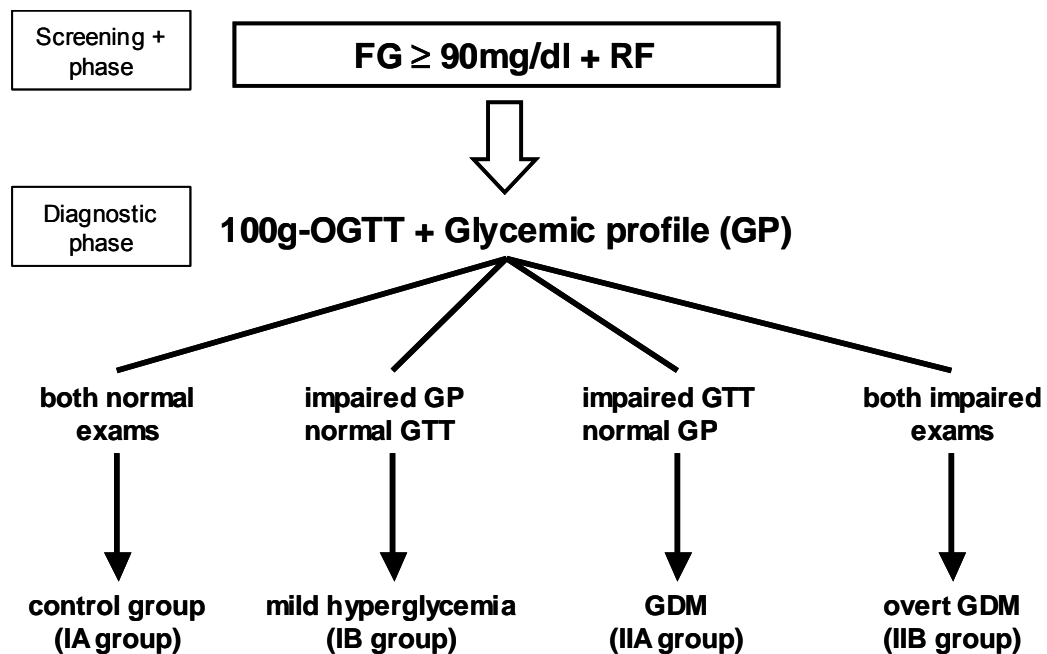 Screening +
phase
FG ≥ 90mg/dl + RF
Diagnostic
phase
100g-OGTT + Glycemic profile (GP)
both normal
exams
impaired GP
normal GTT
impaired GTT
normal GP
both impaired
exams
control group
(IA group)
mild hyperglycemia
(IB group)
GDM
(IIA group)
overt GDM
(IIB group)